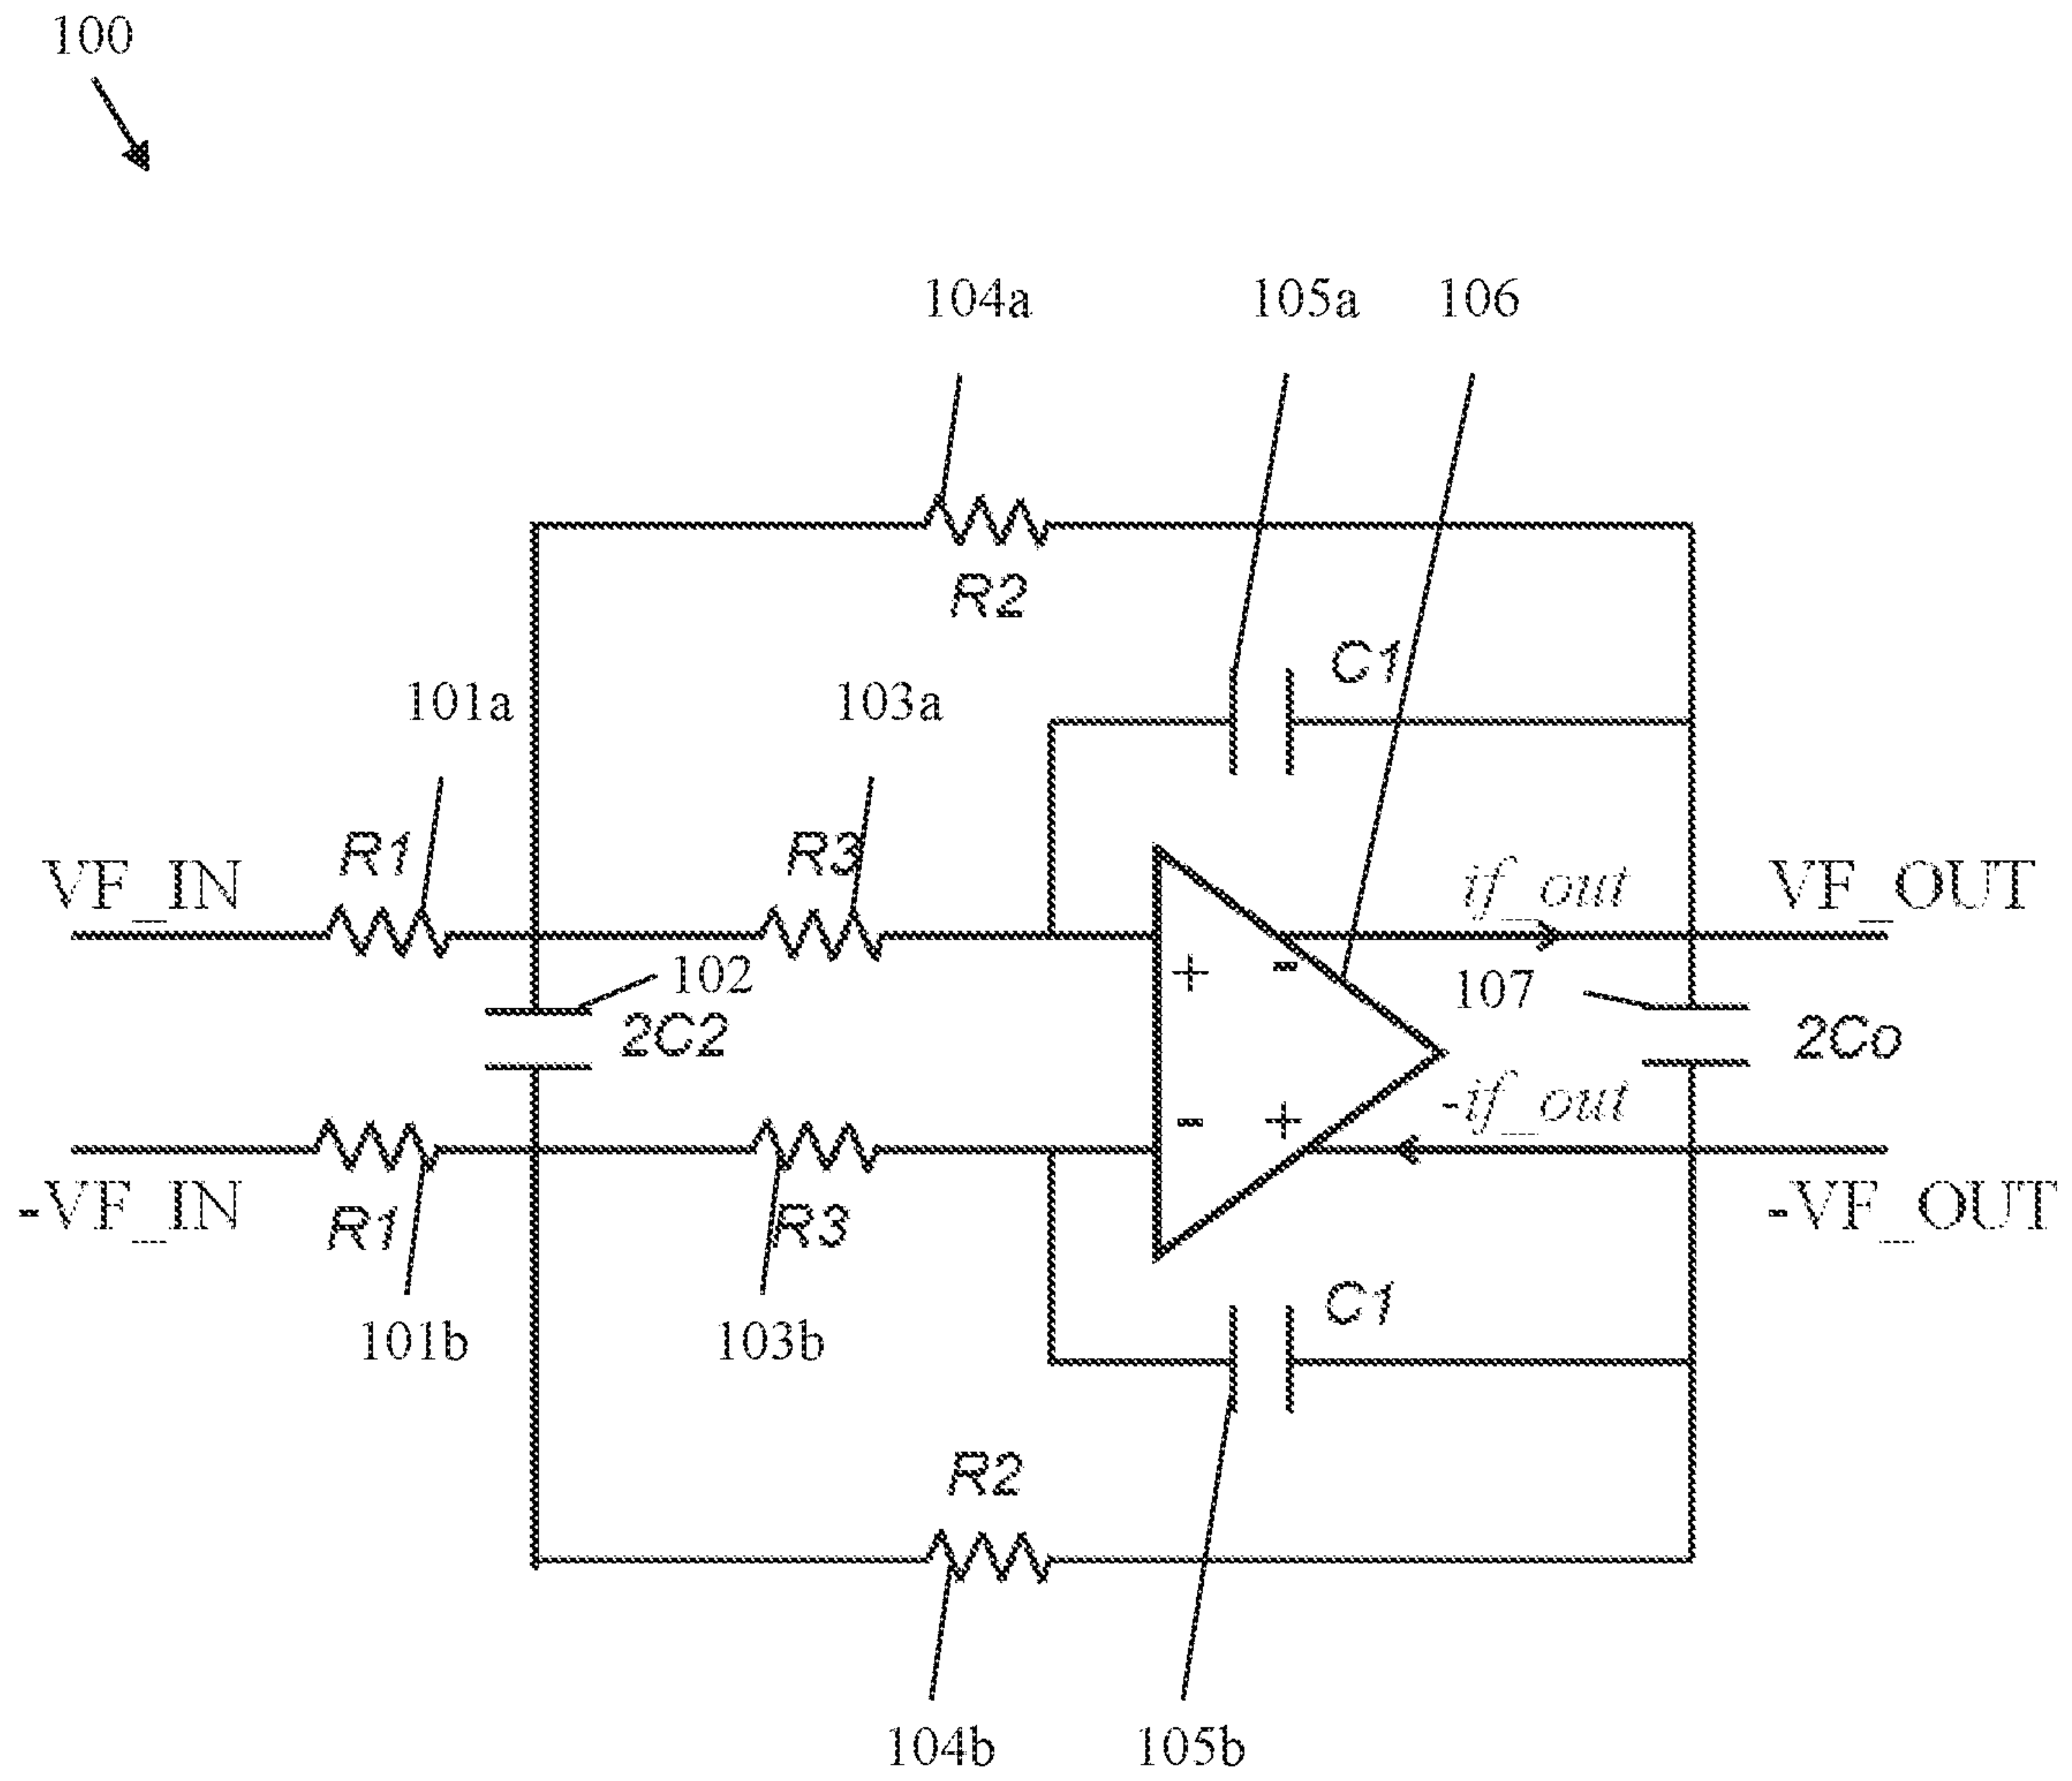 100
104a 105a 106
R2
C1
101a 103a
R1 R3
VF_IN if_out VF_OUT
+ -
102 107
2C2 2Co
- + -if_out
-VF_IN -VF_OUT
R1 R3
C1
101b 103b
R2
104b 105b